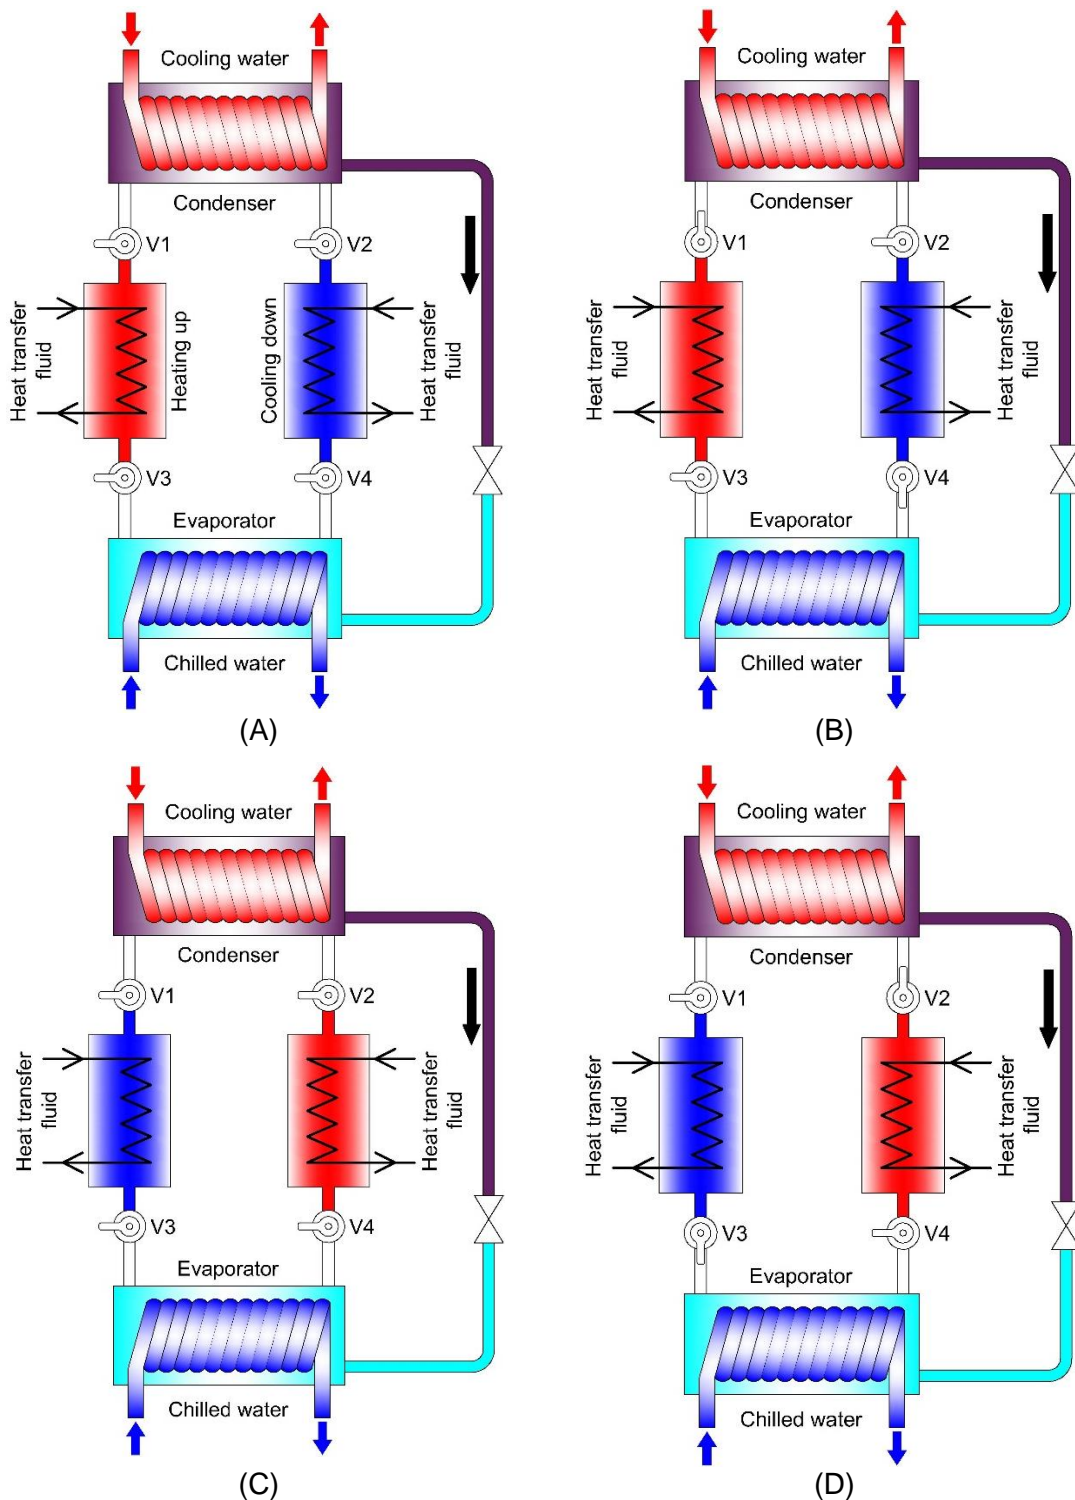 Cooling water
Condenser
V1
V2
Heat transfer
fluid
Heating up
Cooling down
Heat transfer
fluid
V3
V4
Evaporator
Chilled water
(A)
Cooling water
Condenser
V1
V2
Heat transfer
fluid
Heat transfer
fluid
V3
V4
Evaporator
Chilled water
(B)
Cooling water
Condenser
V1
V2
Heat transfer
fluid
Heat transfer
fluid
V3
V4
Evaporator
Chilled water
(C)
Cooling water
Condenser
V1
V2
Heat transfer
fluid
Heat transfer
fluid
V3
V4
Evaporator
Chilled water
(D)